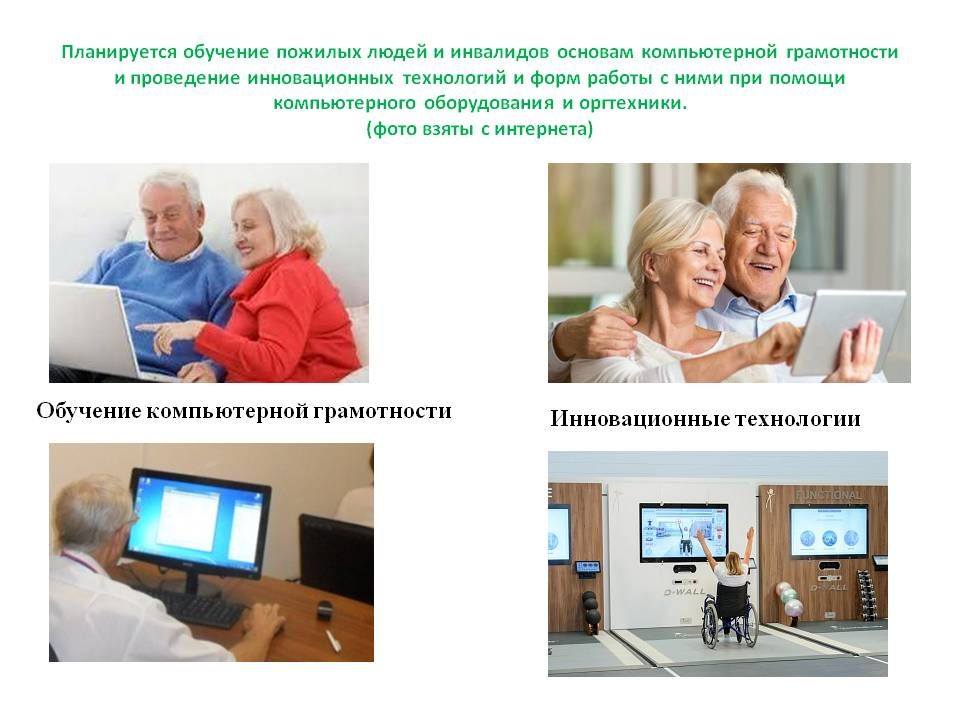 Планируется обучение пожилых людей и инвалидов основам компьютерной грамотности
и проведение инновационных технологий и форм работы с ними при помощи
компьютерного оборудования и оргтехники.
(фото взяты с интернета)
Обучение компьютерной грамотности
Инновационные технологии
FUNCTIONAL
D-WALL
D-WALL